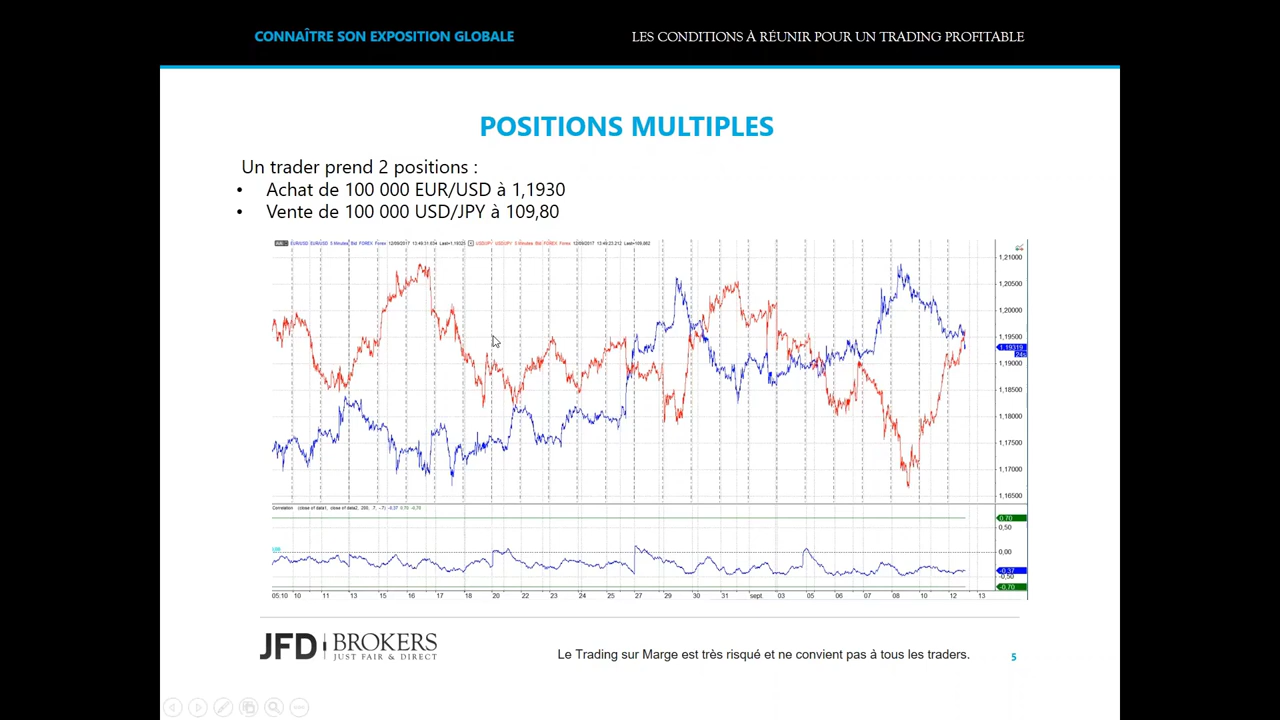 CONNAÎTRE SON EXPOSITION GLOBALE
LES CONDITIONS À RÉUNIR POUR UN TRADING PROFITABLE
POSITIONS MULTIPLES
Un trader prend 2 positions :
• Achat de 100 000 EUR/USD à 1,1930
• Vente de 100 000 USD/JPY à 109,80
1,21000
1,20500
1,20000
1,19500
1,19319
1,19000
1,18500
1,18000
1,17500
1,17000
1,16500
0,70
0,50
0,00
-0,37
-0,50
-0,70
05:10 10 11 13 15 16 17 18 20 22 23 24 25 27 29 30 31 sept. 03 05 06 07 08 10 12 13
JFD BROKERS
JUST FAIR & DIRECT
Le Trading sur Marge est très risqué et ne convient pas à tous les traders.
5